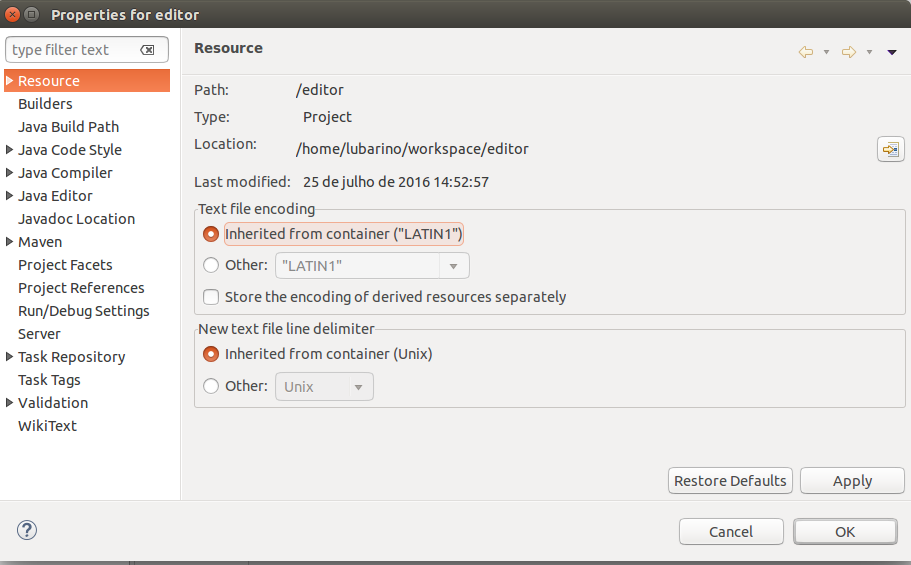 Properties for editor
type filter text
Resource
Builders
Java Build Path
Java Code Style
Java Compiler
Java Editor
Javadoc Location
Maven
Project Facets
Project References
Run/Debug Settings
Server
Task Repository
Task Tags
Validation
WikiText
Resource
Path: /editor
Type: Project
Location: /home/lubarino/workspace/editor
Last modified: 25 de julho de 2016 14:52:57
Text file encoding
Inherited from container ("LATIN1")
Other: "LATIN1"
Store the encoding of derived resources separately
New text file line delimiter
Inherited from container (Unix)
Other: Unix
Restore Defaults Apply
? Cancel OK